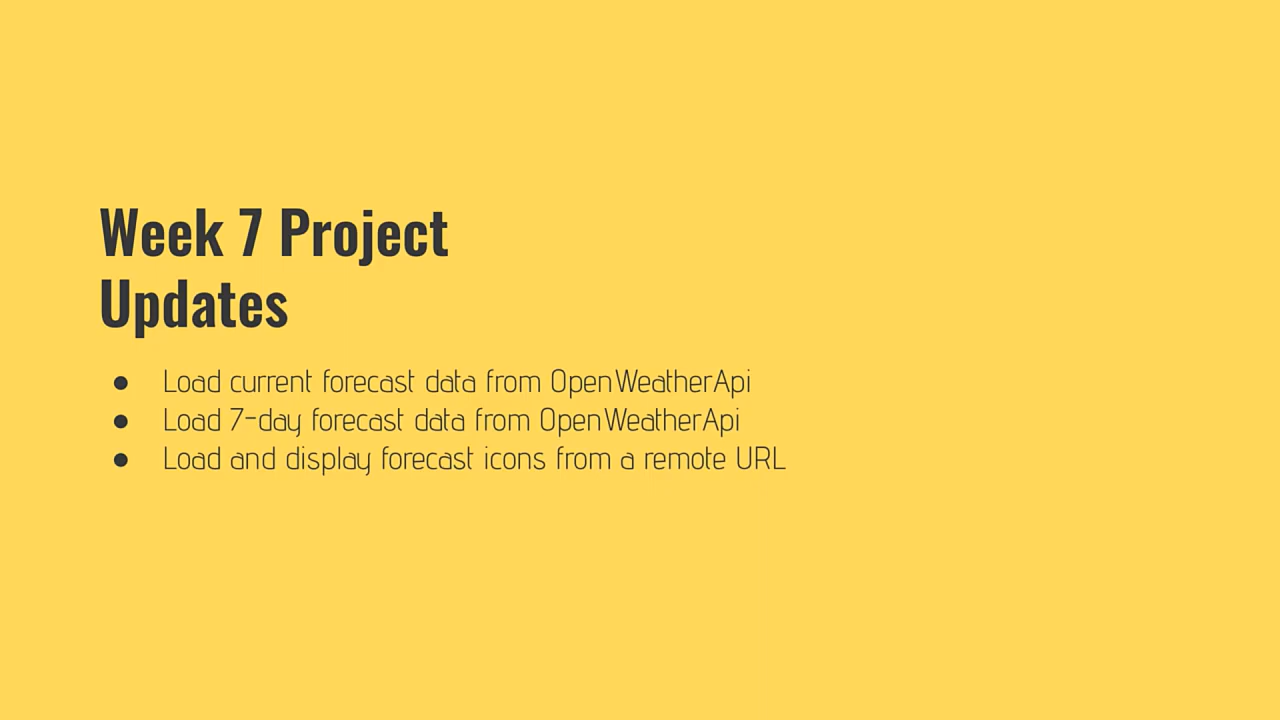 Week 7 Project
Updates
● Load current forecast data from OpenWeatherApi
● Load 7-day forecast data from OpenWeatherApi
● Load and display forecast icons from a remote URL